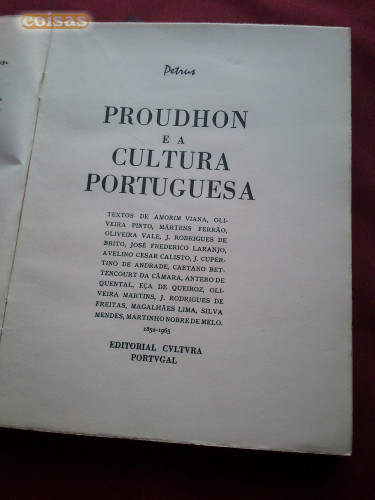 coisas
Petrus
PROUDHON
E A
CULTURA
PORTUGUESA
TEXTOS DE AMORIM VIANA, OLI-
VEIRA PINTO, MÁRTENS FERRÃO,
OLIVEIRA VALE, J. RODRIGUES DE
BRITO, JOSÉ FREDERICO LARANJO,
AVELINO CESAR CALISTO, J. CUPER-
TINO DE ANDRADE, CAETANO BET-
TENCOURT DA CÂMARA, ANTERO DE
QUENTAL, EÇA DE QUEIROZ, OLI-
VEIRA MARTINS, J. RODRIGUES DE
FREITAS, MAGALHÃES LIMA, SILVA
MENDES, MARTINHO NOBRE DE MELO.
1852-1965
EDITORIAL CVLTVRA
PORTVGAL